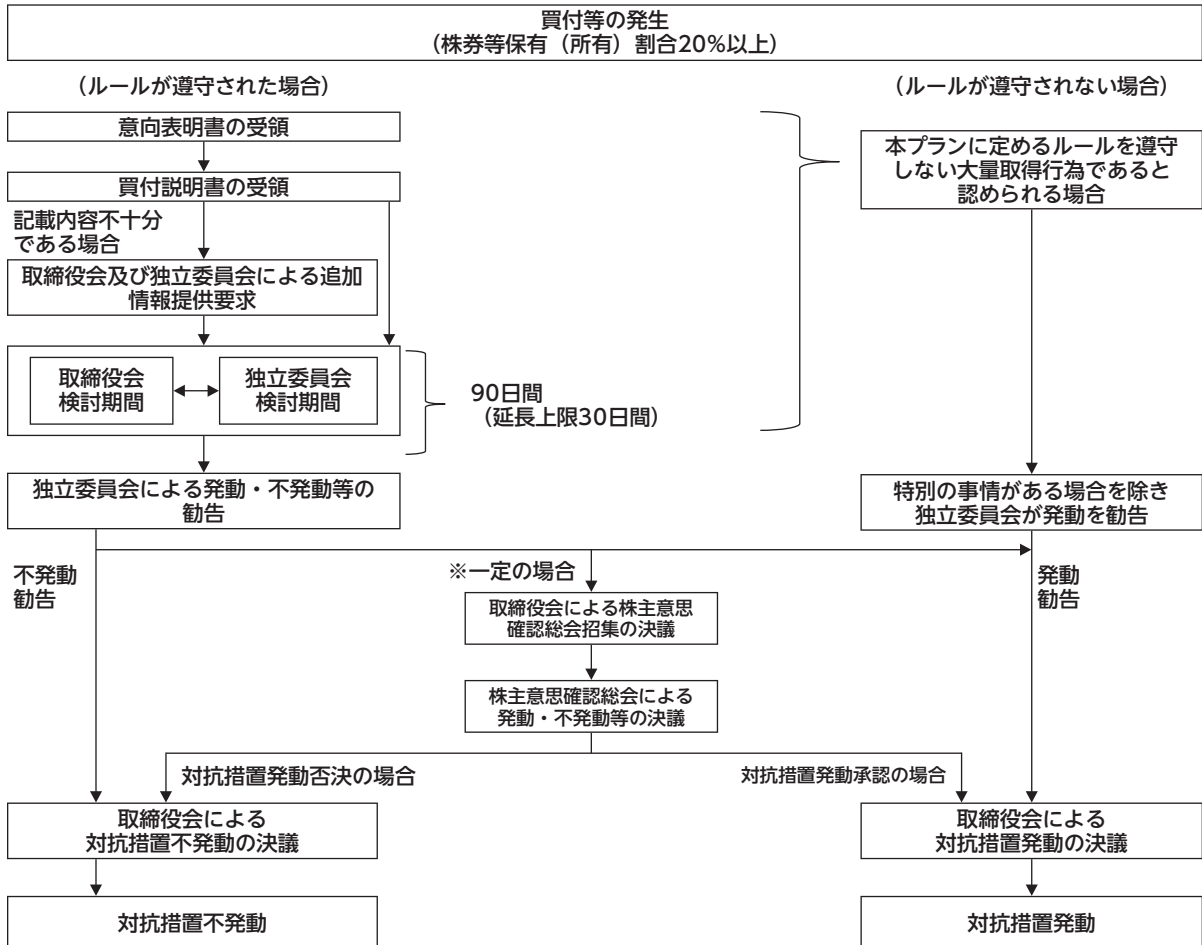 買付等の発生
（株券等保有（所有）割合20%以上）
（ルールが遵守された場合）
（ルールが遵守されない場合）
意向表明書の受領
買付説明書の受領
記載内容不十分
である場合
取締役会及び独立委員会による追加
情報提供要求
取締役会
検討期間
独立委員会
検討期間
90日間
（延長上限30日間）
本プランに定めるルールを遵守
しない大量取得行為であると
認められる場合
独立委員会による発動・不発動等の
勧告
特別の事情がある場合を除き
独立委員会が発動を勧告
不発動
勧告
※一定の場合
発動
勧告
取締役会による株主意思
確認総会招集の決議
株主意思確認総会による
発動・不発動等の決議
対抗措置発動否決の場合
対抗措置発動承認の場合
取締役会による
対抗措置不発動の決議
取締役会による
対抗措置発動の決議
対抗措置不発動
対抗措置発動